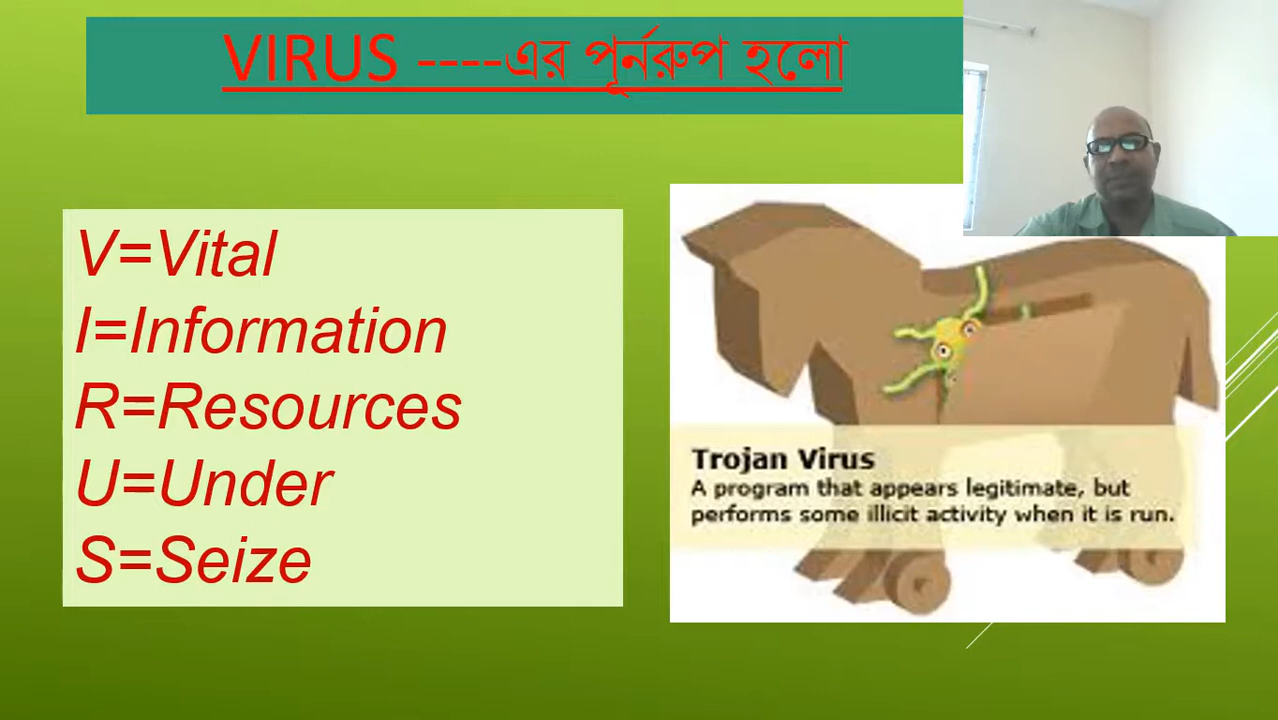 VIRUS ----এর পূর্নরুপ হলো
V=Vital
I=Information
R=Resources
U=Under
S=Seize
Trojan Virus
A program that appears legitimate, but
performs some illicit activity when it is run.